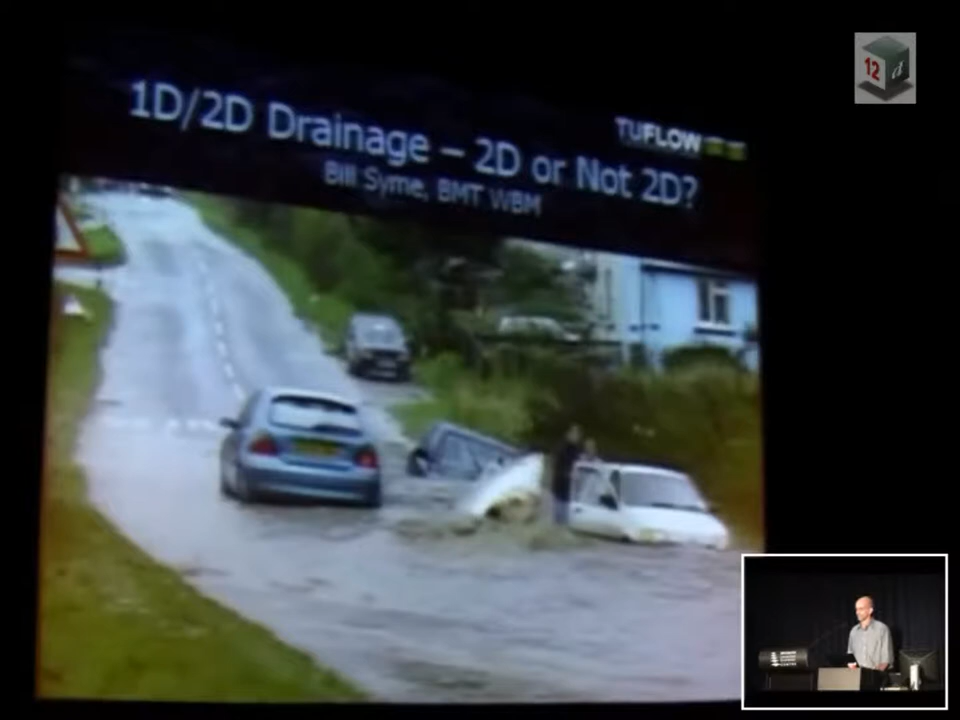 12d
TUFLOW
1D/2D Drainage – 2D or Not 2D?
Bill Syme, BMT WBM